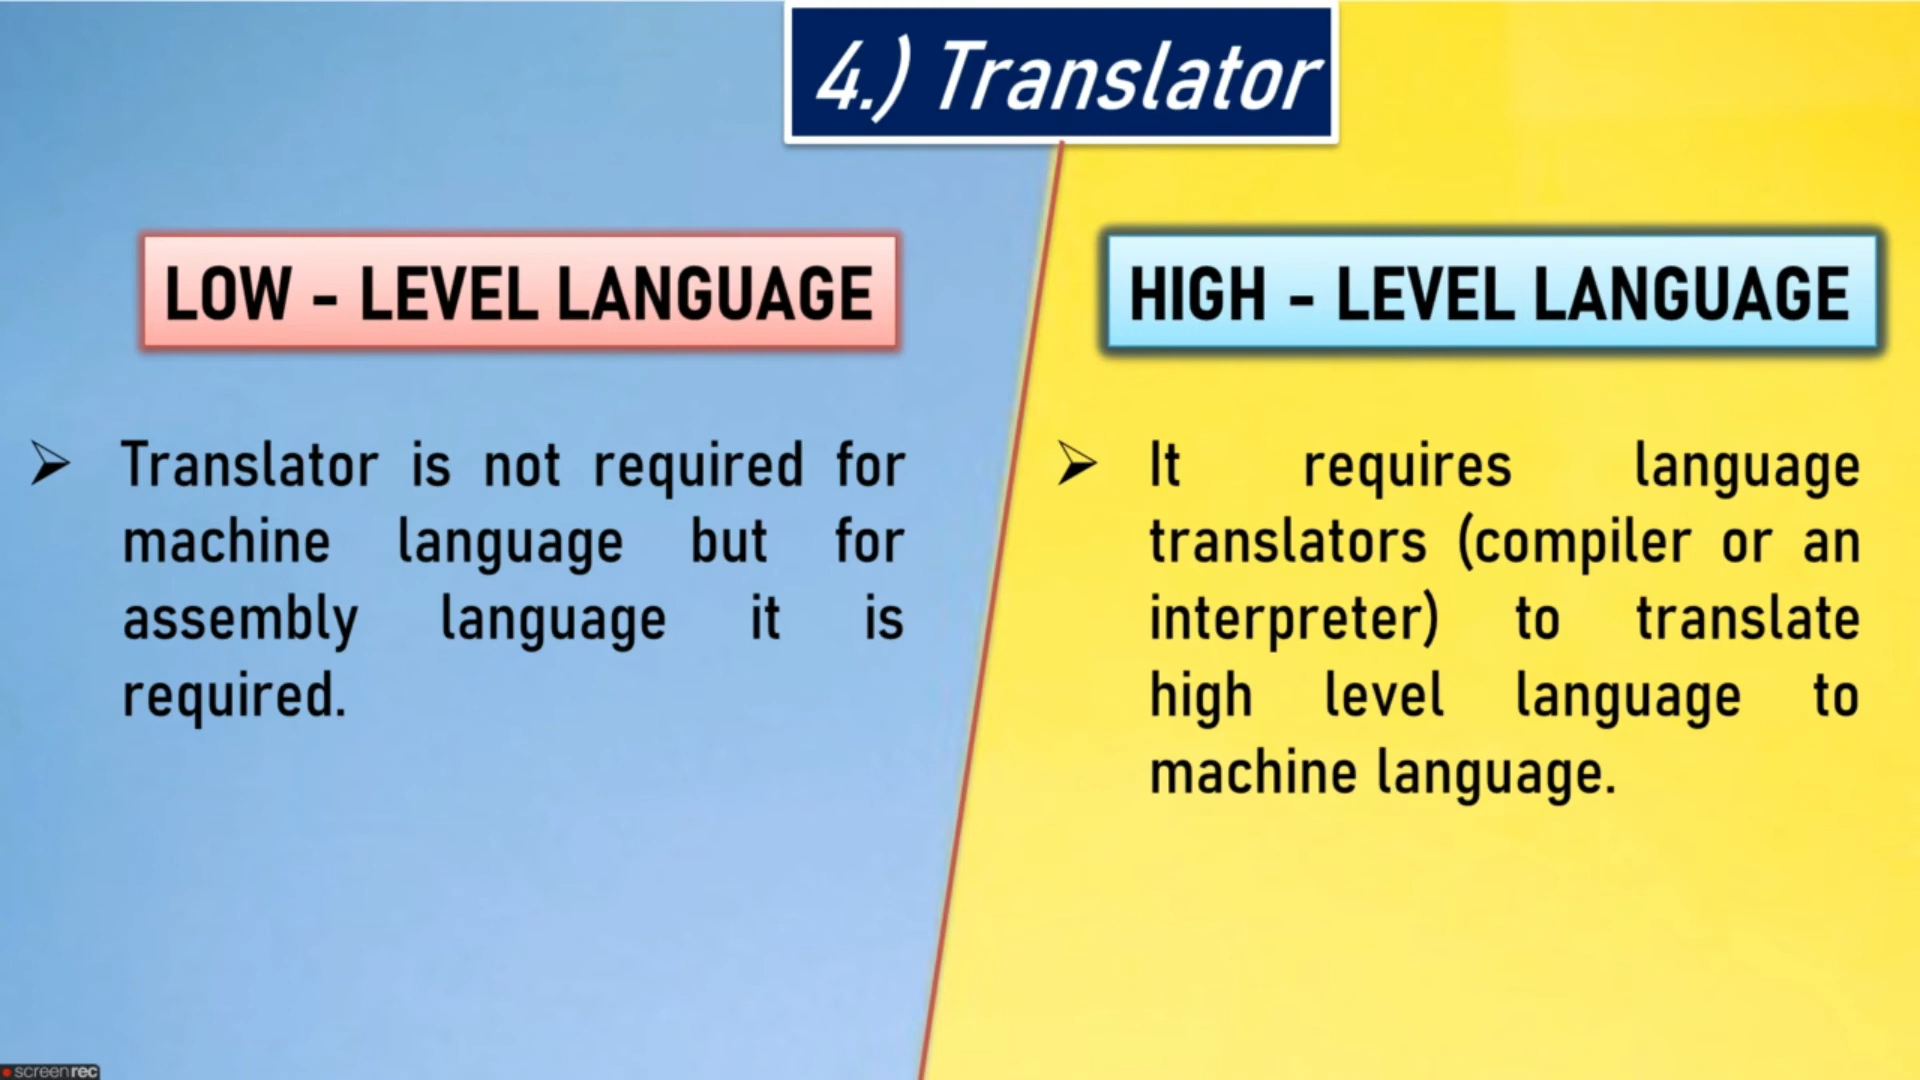 4.) Translator
LOW - LEVEL LANGUAGE
Translator is not required for
machine language but for
assembly language it is
required.
HIGH - LEVEL LANGUAGE
It requires language
translators (compiler or an
interpreter) to translate
high level language to
machine language.
screenrec